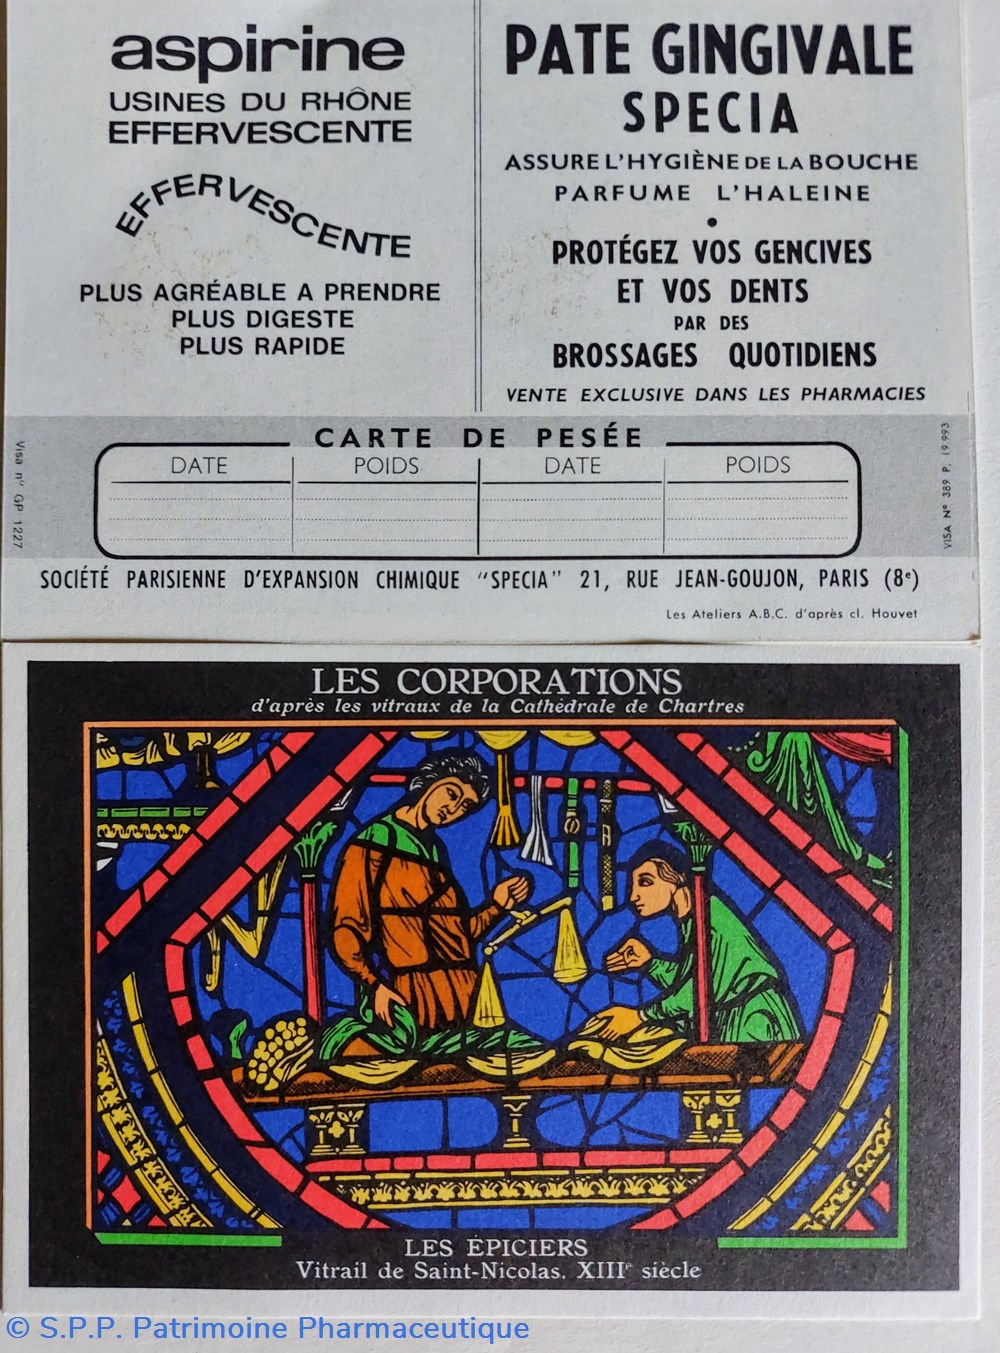 aspirine
USINES DU RHÔNE
EFFERVESCENTE
EFFERVESCENTE
PLUS AGRÉABLE A PRENDRE
PLUS DIGESTE
PLUS RAPIDE
PATE GINGIVALE
SPECIA
ASSURE L'HYGIÈNE DE LA BOUCHE
PARFUME L'HALEINE
•
PROTÉGEZ VOS GENCIVES
ET VOS DENTS
PAR DES
BROSSAGES QUOTIDIENS
VENTE EXCLUSIVE DANS LES PHARMACIES
CARTE DE PESÉE
DATE POIDS DATE POIDS
Visa n° GP 1227
VISA N° 389 P. 19.993
SOCIÉTÉ PARISIENNE D'EXPANSION CHIMIQUE "SPECIA" 21, RUE JEAN-GOUJON, PARIS (8e)
Les Ateliers A.B.C. d'après cl. Houvet
LES CORPORATIONS
d'après les vitraux de la Cathédrale de Chartres
LES ÉPICIERS
Vitrail de Saint-Nicolas. XIIIe siècle
© S.P.P. Patrimoine Pharmaceutique